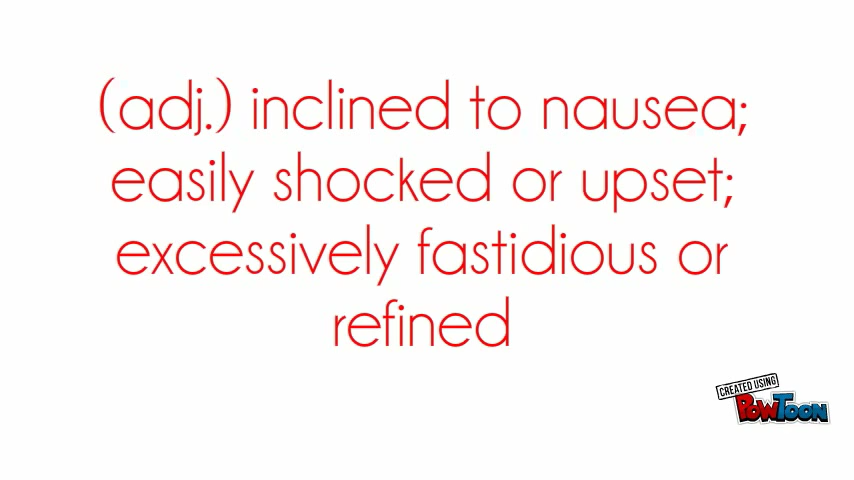 (adj.) inclined to nausea;
easily shocked or upset;
excessively fastidious or
refined
CREATED USING
POWTOON